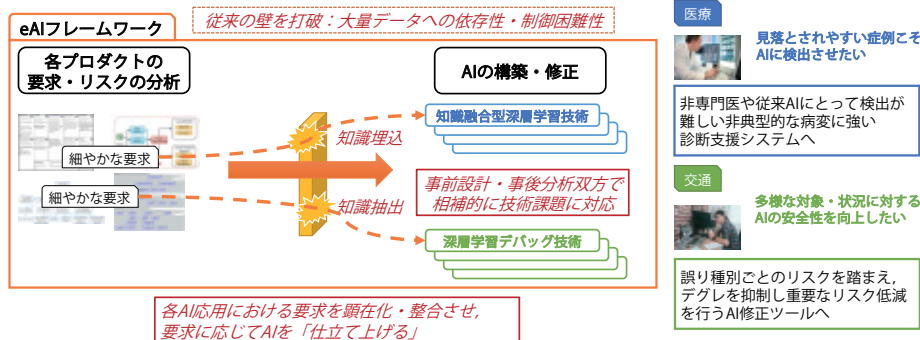 従来の壁を打破：大量データへの依存性・制御困難性
eAIフレームワーク
各プロダクトの
要求・リスクの分析
AIの構築・修正
細やかな要求
細やかな要求
知識埋込
知識抽出
知識融合型深層学習技術
事前設計・事後分析双方で
相補的に技術課題に対応
深層学習デバッグ技術
各AI応用における要求を顕在化・整合させ,
要求に応じてAIを「仕立て上げる」
医療
見落とされやすい症例こそ
AIに検出させたい
非専門医や従来AIにとって検出が
難しい非典型的な病変に強い
診断支援システムへ
交通
多様な対象・状況に対する
AIの安全性を向上したい
誤り種別ごとのリスクを踏まえ,
デグレを抑制し重要なリスク低減
を行うAI修正ツールへ